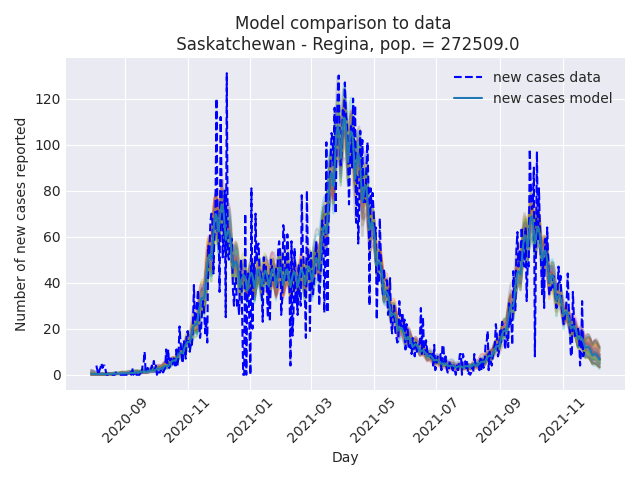 Model comparison to data
Saskatchewan - Regina, pop. = 272509.0
new cases data
new cases model
Number of new cases reported
120
100
80
60
40
20
0
2020-09
2020-11
2021-01
2021-03
2021-05
2021-07
2021-09
2021-11
Day